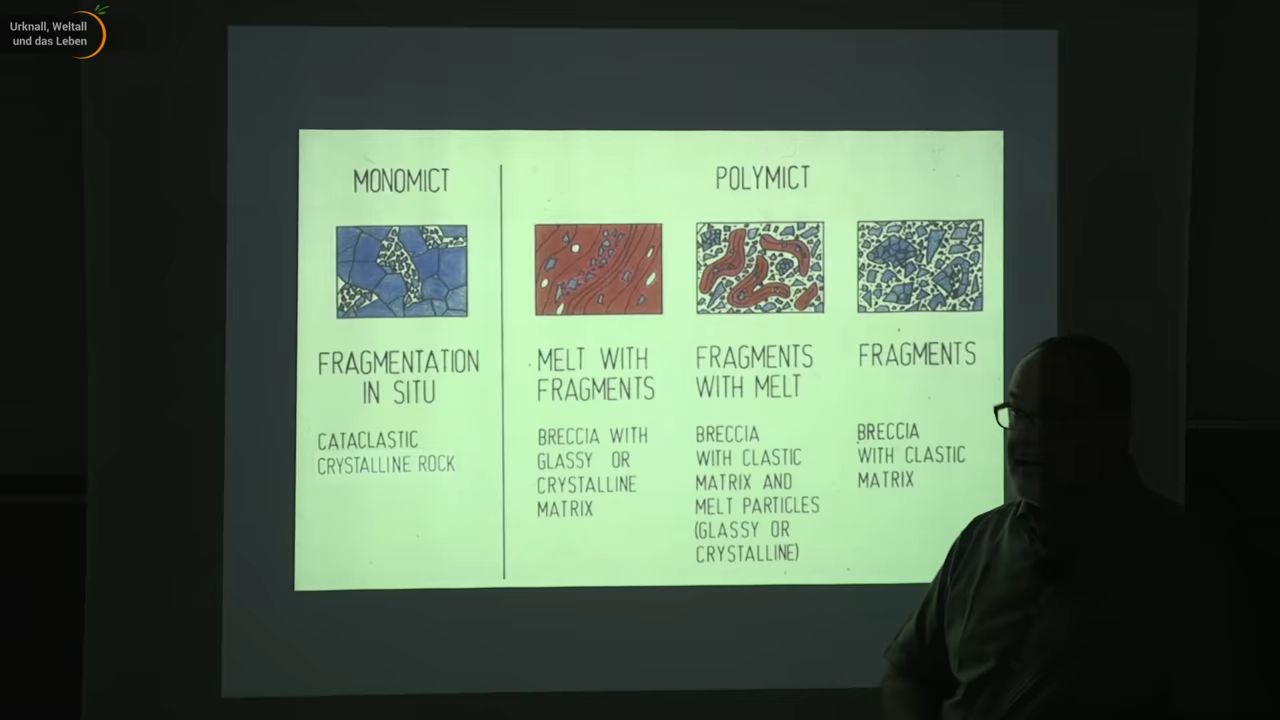 Urknall, Weltall
und das Leben
MONOMICT
POLYMICT
FRAGMENTATION
IN SITU
CATACLASTIC
CRYSTALLINE ROCK
MELT WITH
FRAGMENTS
BRECCIA WITH
GLASSY OR
CRYSTALLINE
MATRIX
FRAGMENTS
WITH MELT
BRECCIA
WITH CLASTIC
MATRIX AND
MELT PARTICLES
(GLASSY OR
CRYSTALLINE)
FRAGMENTS
BRECCIA
WITH CLASTIC
MATRIX